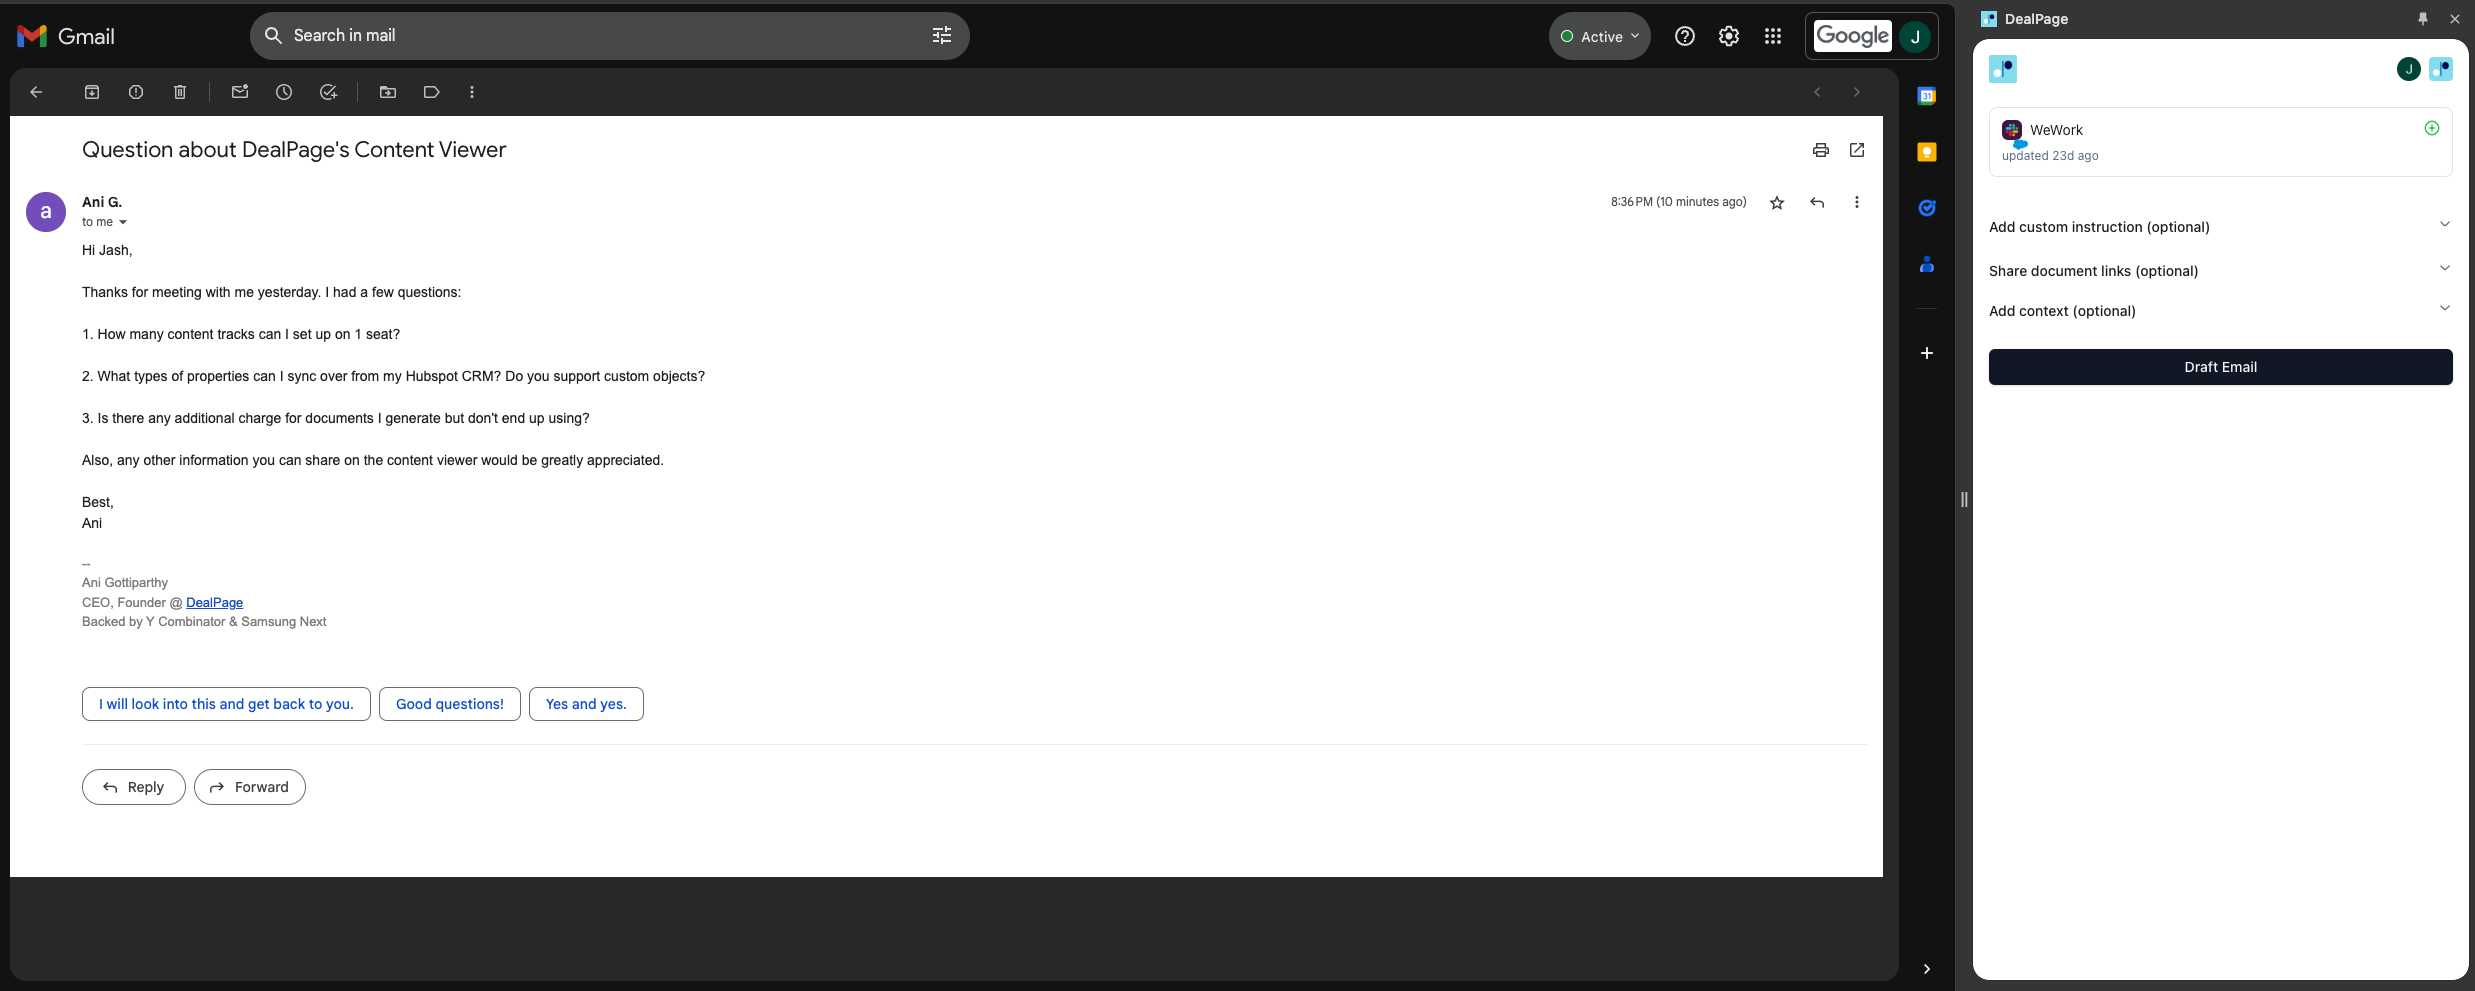 Gmail
Search in mail
Active
Google
J
Question about DealPage's Content Viewer
a
Ani G.
8:36 PM (10 minutes ago)
to me
Hi Jash,
Thanks for meeting with me yesterday. I had a few questions:
1. How many content tracks can I set up on 1 seat?
2. What types of properties can I sync over from my Hubspot CRM? Do you support custom objects?
3. Is there any additional charge for documents I generate but don't end up using?
Also, any other information you can share on the content viewer would be greatly appreciated.
Best,
Ani
--
Ani Gottiparthy
CEO, Founder @ DealPage
Backed by Y Combinator & Samsung Next
I will look into this and get back to you.
Good questions!
Yes and yes.
Reply
Forward
31
DealPage
J
WeWork
updated 23d ago
Add custom instruction (optional)
Share document links (optional)
Add context (optional)
Draft Email